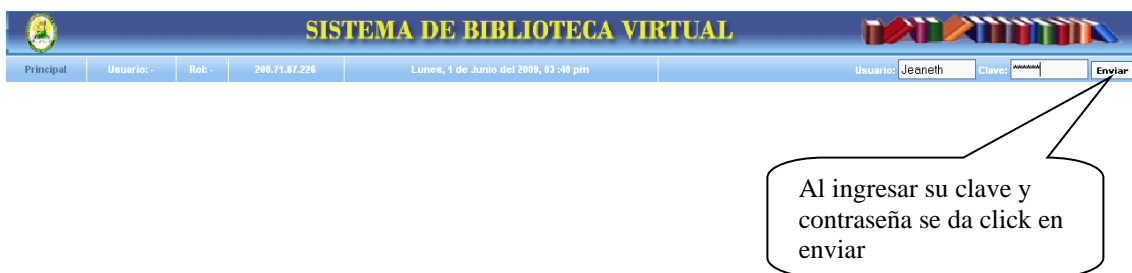 SISTEMA DE BIBLIOTECA VIRTUAL
Principal Usuario: - Rol: - 200.71.87.226 Lunes, 1 de Junio del 2009, 03 :40 pm Usuario: Jeaneth Clave: ******* Enviar
Al ingresar su clave y
contraseña se da click en
enviar